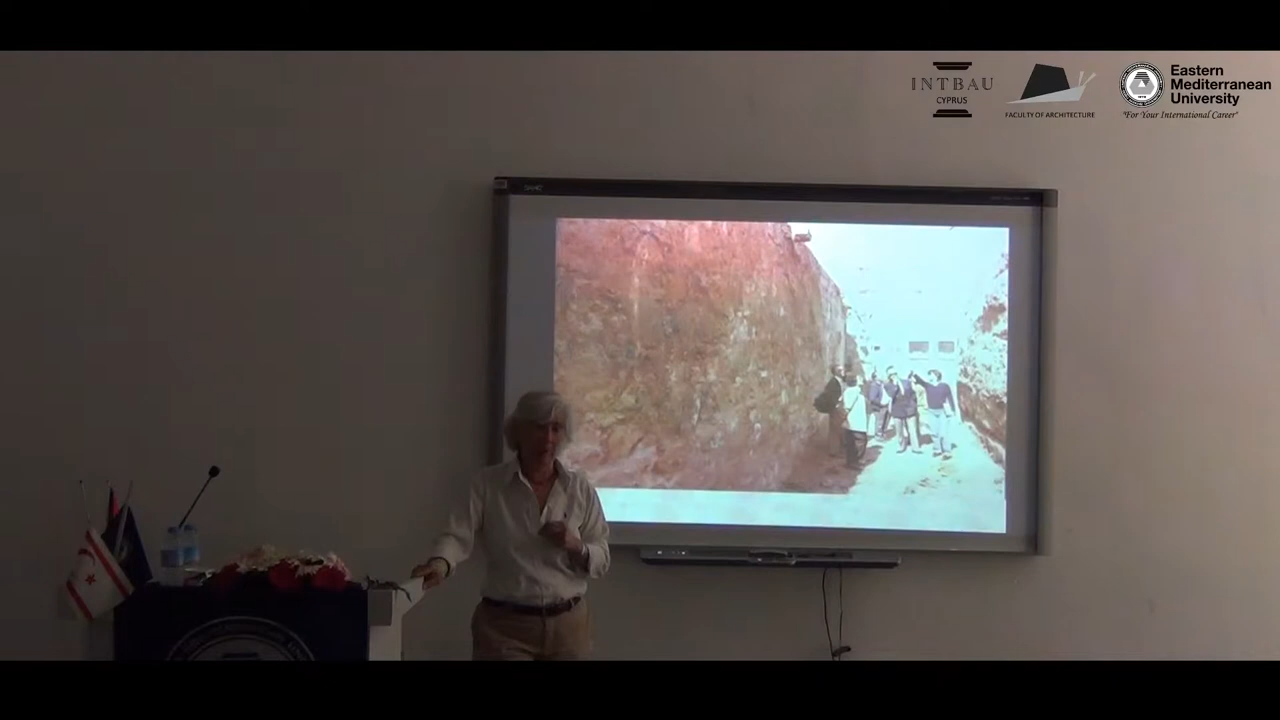 INTBAU
CYPRUS
FACULTY OF ARCHITECTURE
Eastern
Mediterranean
University
"For Your International Career"